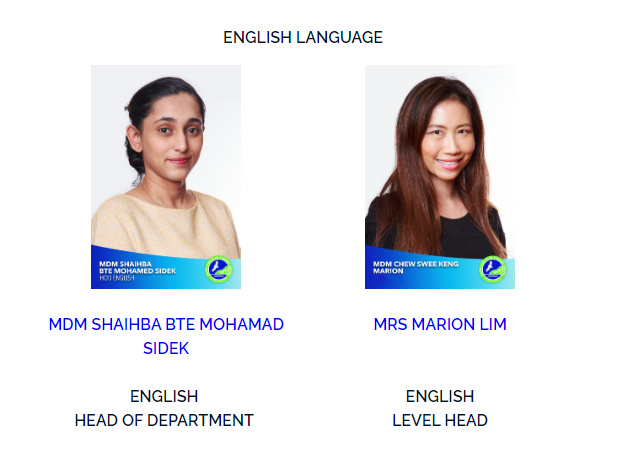 ENGLISH LANGUAGE
MDM SHAIHBA
BTE MOHAMED SIDEK
HOD ENGLISH
MDM CHEW SWEE KENG
MARION
MDM SHAIHBA BTE MOHAMAD
SIDEK
MRS MARION LIM
ENGLISH
HEAD OF DEPARTMENT
ENGLISH
LEVEL HEAD